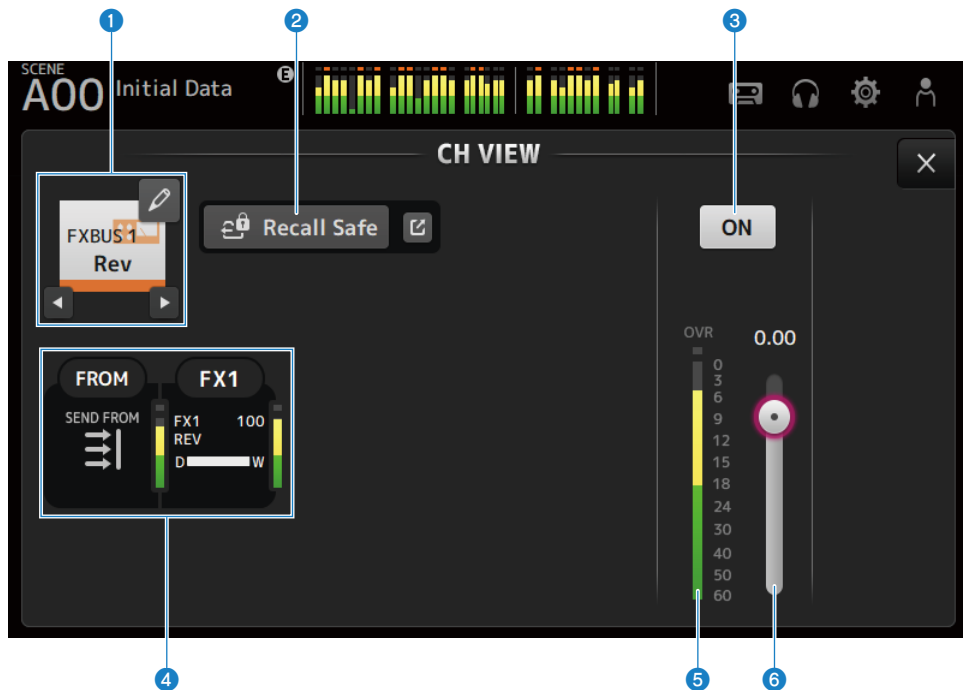 1 2 3
SCENE
A00 Initial Data E
CH VIEW
FXBUS 1
Rev
Recall Safe
ON
FROM
SEND FROM
FX1
FX1 100
REV
D W
OVR
0.00
0
3
6
9
12
15
18
24
30
40
50
60
4 5 6